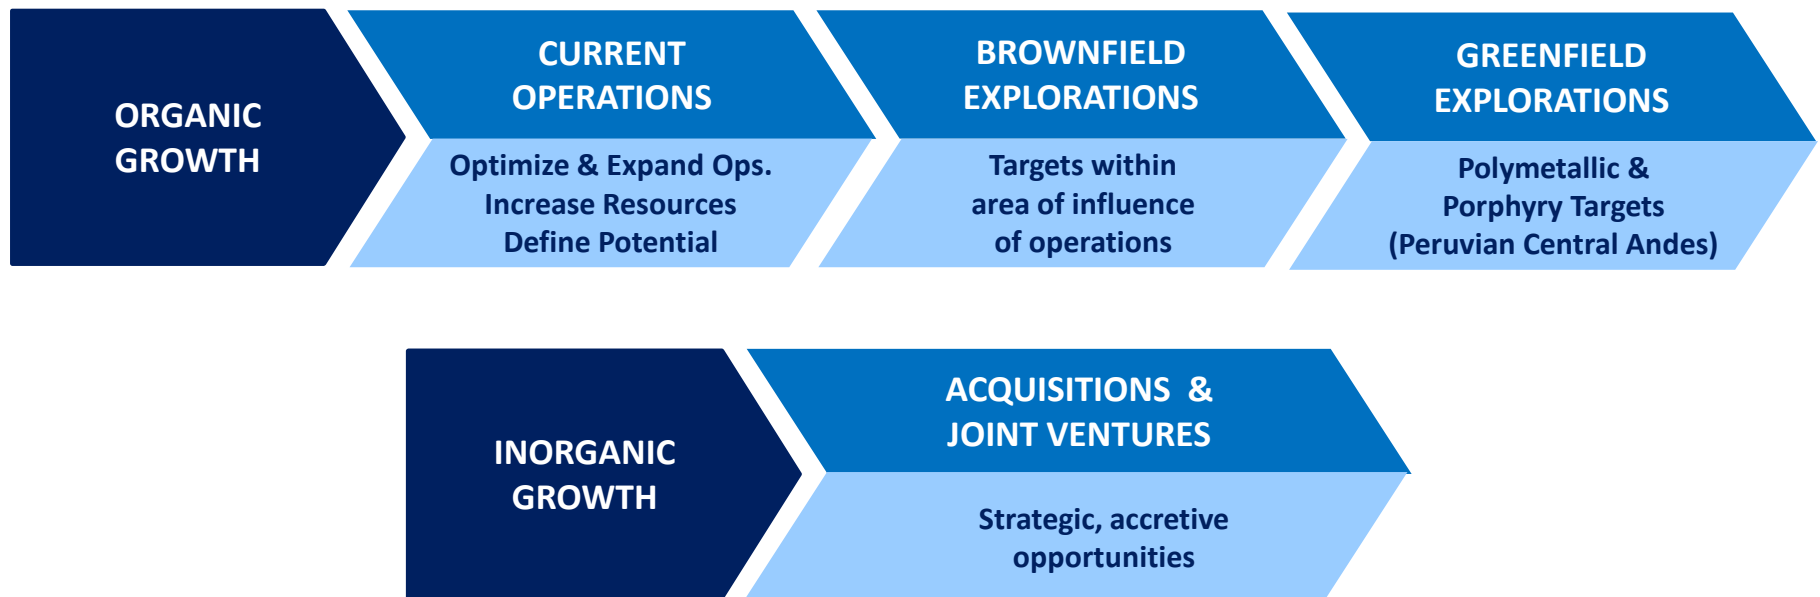 ORGANIC
GROWTH
CURRENT
OPERATIONS
Optimize & Expand Ops.
Increase Resources
Define Potential
BROWNFIELD
EXPLORATIONS
Targets within
area of influence
of operations
GREENFIELD
EXPLORATIONS
Polymetallic &
Porphyry Targets
(Peruvian Central Andes)
INORGANIC
GROWTH
ACQUISITIONS &
JOINT VENTURES
Strategic, accretive
opportunities